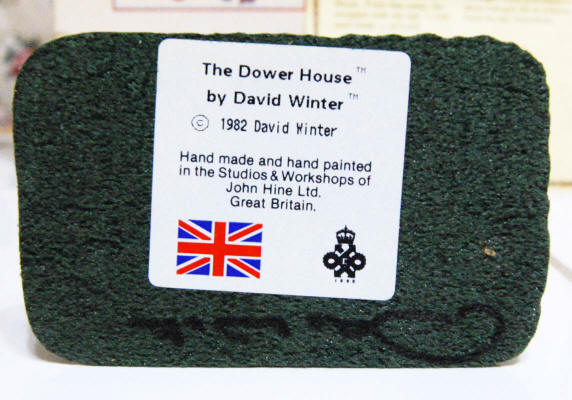 The Dower House™
by David Winter™
© 1982 David Winter
Hand made and hand painted
in the Studios & Workshops of
John Hine Ltd.
Great Britain.